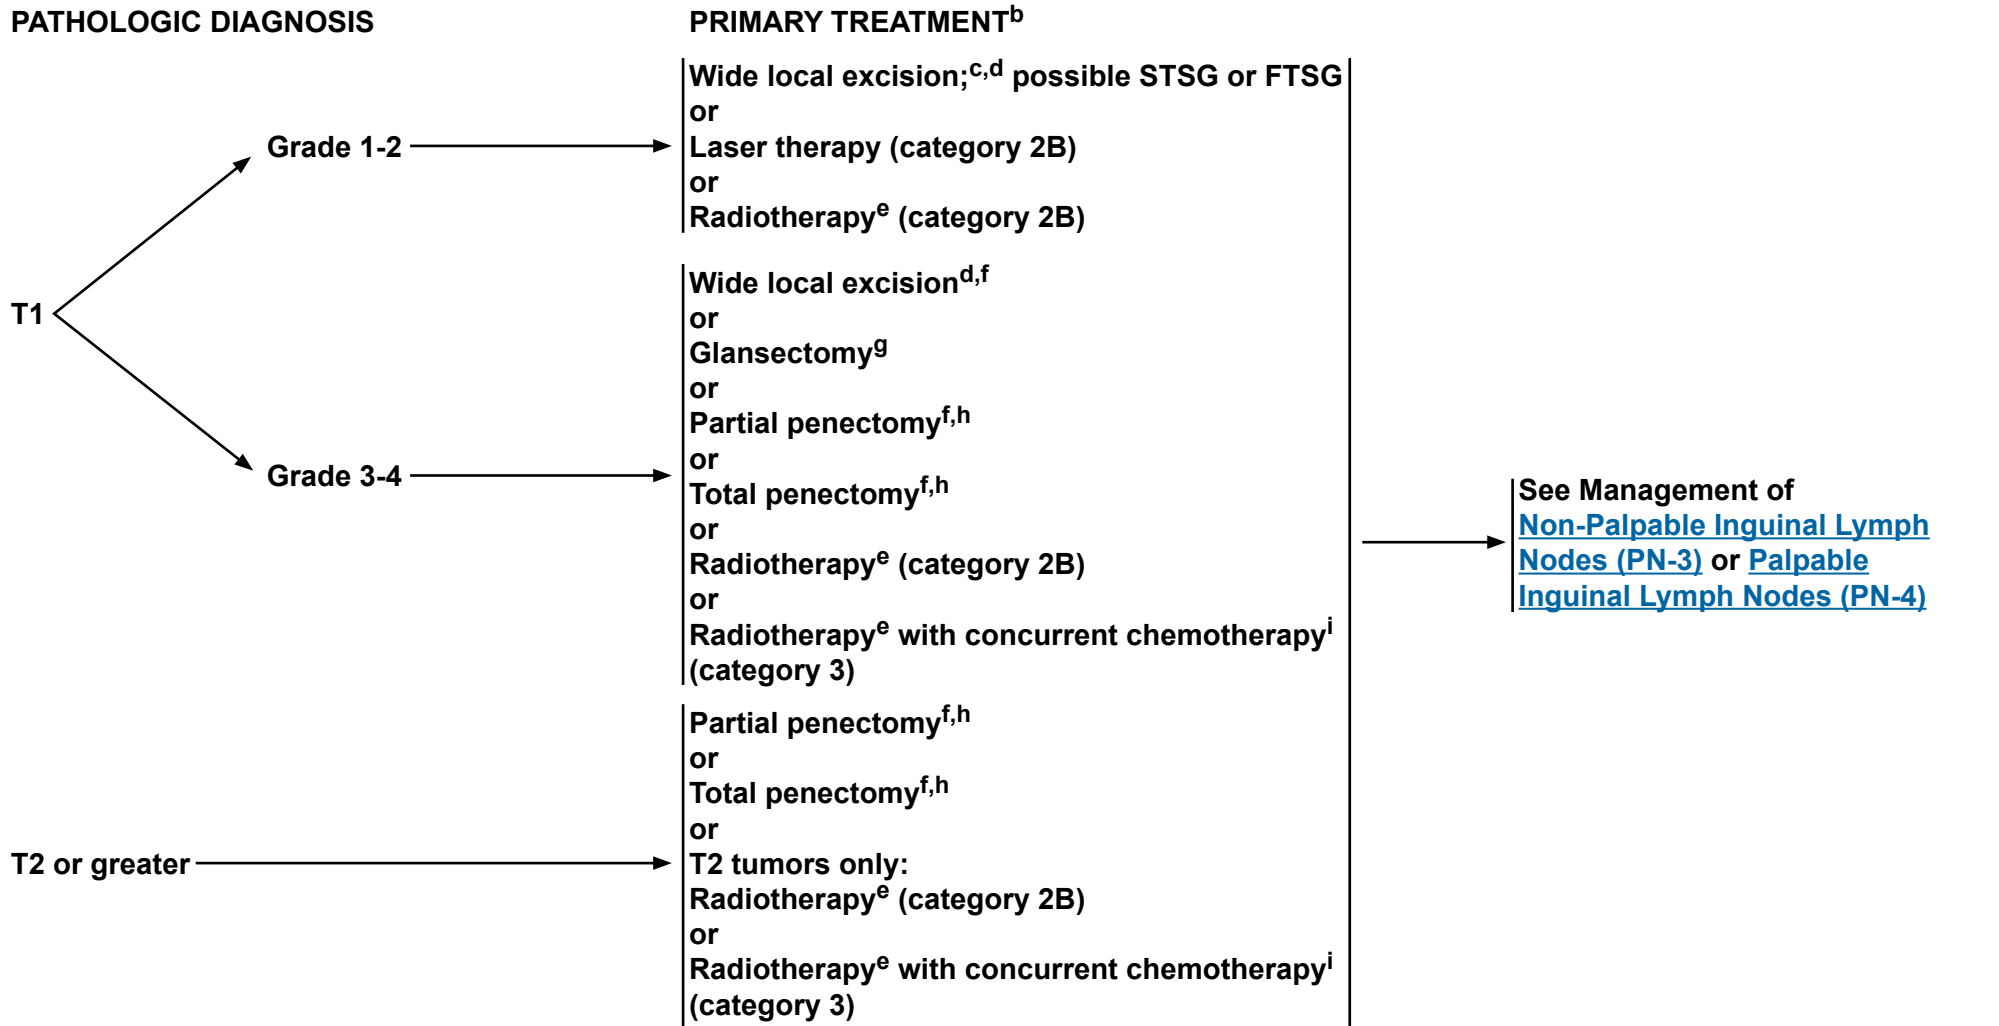 PATHOLOGIC DIAGNOSIS
PRIMARY TREATMENTb
T1
Grade 1-2
Wide local excision;c,d possible STSG or FTSG
or
Laser therapy (category 2B)
or
Radiotherapye (category 2B)
Grade 3-4
Wide local excisiond,f
or
Glansectomyg
or
Partial penectomyf,h
or
Total penectomyf,h
or
Radiotherapye (category 2B)
or
Radiotherapye with concurrent chemotherapyi
(category 3)
T2 or greater
Partial penectomyf,h
or
Total penectomyf,h
or
T2 tumors only:
Radiotherapye (category 2B)
or
Radiotherapye with concurrent chemotherapyi
(category 3)
See Management of
Non-Palpable Inguinal Lymph
Nodes (PN-3) or Palpable
Inguinal Lymph Nodes (PN-4)